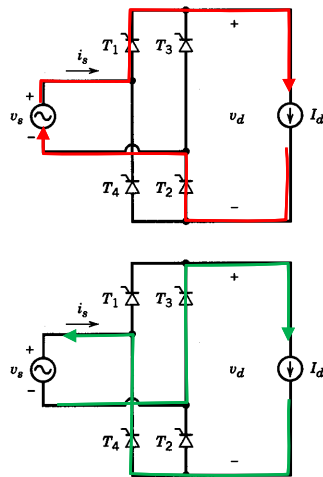 T1 T3 +
is
+
vs vd Id
−
T4 T2 −
+
T1 T3
is
+
vs vd Id
−
T4 T2 −